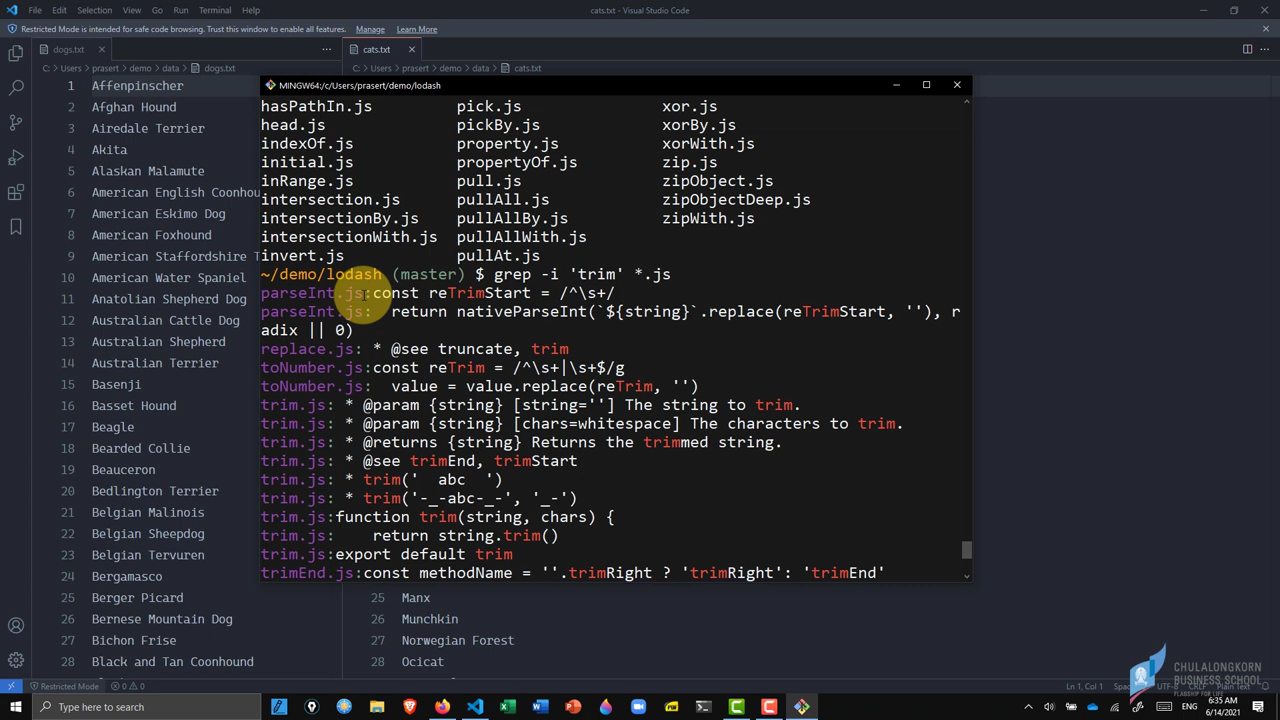 File Edit Selection View Go Run Terminal Help
cats.txt - Visual Studio Code
Restricted Mode is intended for safe code browsing. Trust this window to enable all features. Manage Learn More
dogs.txt
cats.txt
C: > Users > prasert > demo > data > dogs.txt
C: > Users > prasert > demo > data > cats.txt
1 Affenpinscher
2 Afghan Hound
3 Airedale Terrier
4 Akita
5 Alaskan Malamute
6 American English Coonhou
7 American Eskimo Dog
8 American Foxhound
9 American Staffordshire T
10 American Water Spaniel
11 Anatolian Shepherd Dog
12 Australian Cattle Dog
13 Australian Shepherd
14 Australian Terrier
15 Basenji
16 Basset Hound
17 Beagle
18 Bearded Collie
19 Beauceron
20 Bedlington Terrier
21 Belgian Malinois
22 Belgian Sheepdog
23 Belgian Tervuren
24 Bergamasco
25 Berger Picard
26 Bernese Mountain Dog
27 Bichon Frise
28 Black and Tan Coonhound
MINGW64:/c/Users/prasert/demo/lodash
hasPathIn.js pick.js xor.js
head.js pickBy.js xorBy.js
indexOf.js property.js xorWith.js
initial.js propertyOf.js zip.js
inRange.js pull.js zipObject.js
intersection.js pullAll.js zipObjectDeep.js
intersectionBy.js pullAllBy.js zipWith.js
intersectionWith.js pullAllWith.js
invert.js pullAt.js
~/demo/lodash (master) $ grep -i 'trim' *.js
parseInt.js:const reTrimStart = /^\s+/
parseInt.js:  return nativeParseInt(`${string}`.replace(reTrimStart, ''), r
adix || 0)
replace.js: * @see truncate, trim
toNumber.js:const reTrim = /^\s+|\s+$/g
toNumber.js:  value = value.replace(reTrim, '')
trim.js: * @param {string} [string=''] The string to trim.
trim.js: * @param {string} [chars=whitespace] The characters to trim.
trim.js: * @returns {string} Returns the trimmed string.
trim.js: * @see trimEnd, trimStart
trim.js: * trim('  abc  ')
trim.js: * trim('-_-abc-_-', '_-')
trim.js:function trim(string, chars) {
trim.js:    return string.trim()
trim.js:export default trim
trimEnd.js:const methodName = ''.trimRight ? 'trimRight': 'trimEnd'
25 Manx
26 Munchkin
27 Norwegian Forest
28 Ocicat
CHULALONGKORN
BUSINESS SCHOOL
FLAGSHIP FOR LIFE
Restricted Mode 0 0
Ln 1, Col 1 UTF-8 CRLF Plain Text
Type here to search
ENG
6:35 AM
6/14/2021